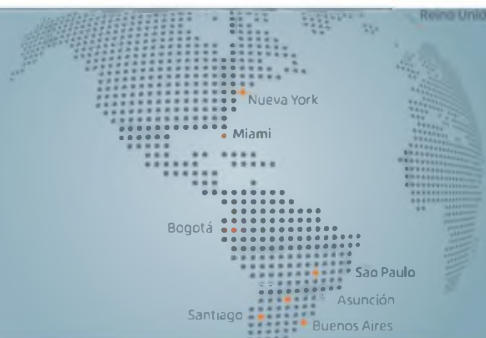 Reino Unido
Nueva York
Miami
Bogotá
Sao Paulo
Asunción
Santiago
Buenos Aires